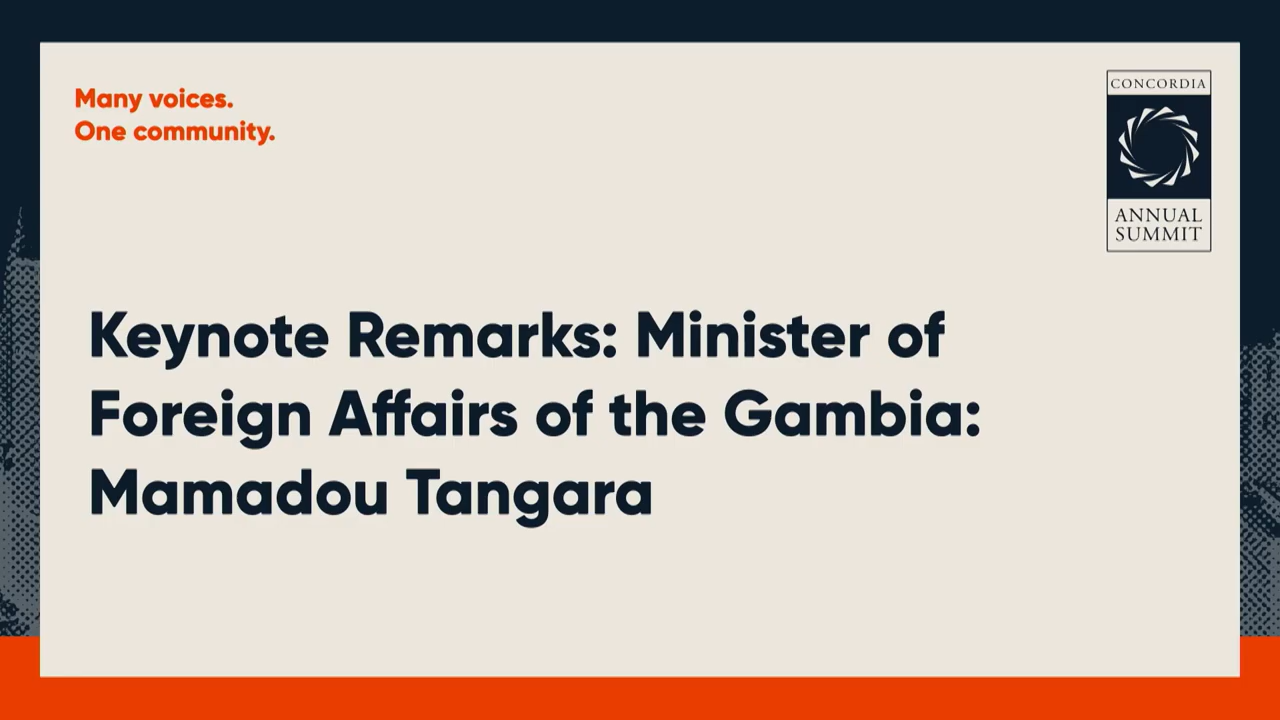 Many voices.
One community.
CONCORDIA
ANNUAL
SUMMIT
Keynote Remarks: Minister of
Foreign Affairs of the Gambia:
Mamadou Tangara